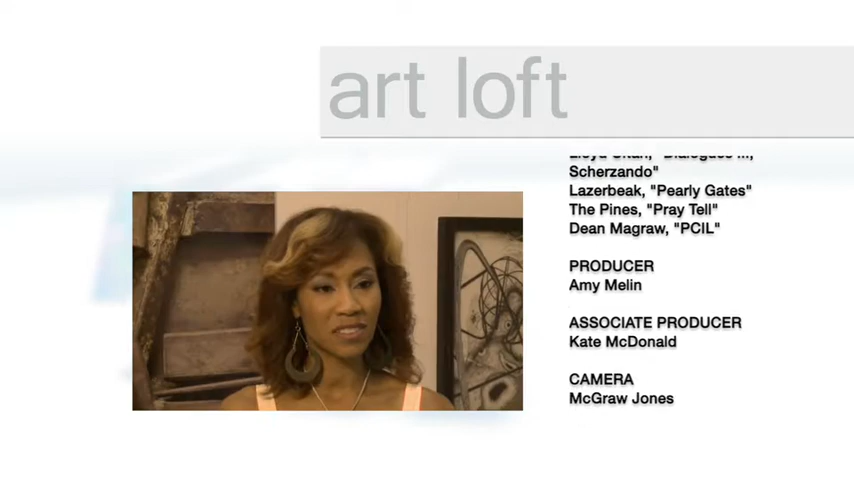 art loft
Scherzando"
Lazerbeak, "Pearly Gates"
The Pines, "Pray Tell"
Dean Magraw, "PCIL"
PRODUCER
Amy Melin
ASSOCIATE PRODUCER
Kate McDonald
CAMERA
McGraw Jones